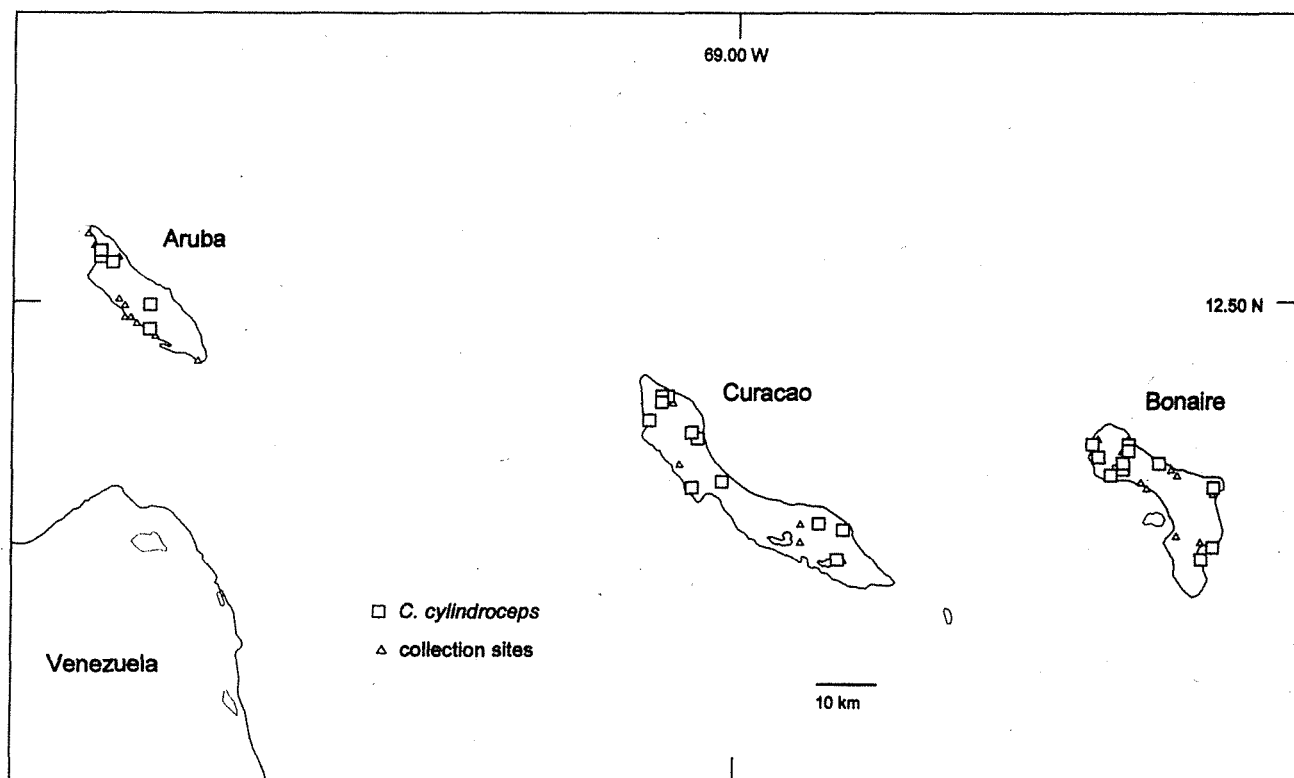 69.00 W
Aruba
12.50 N
Curacao
Bonaire
C. cylindroceps
collection sites
Venezuela
10 km